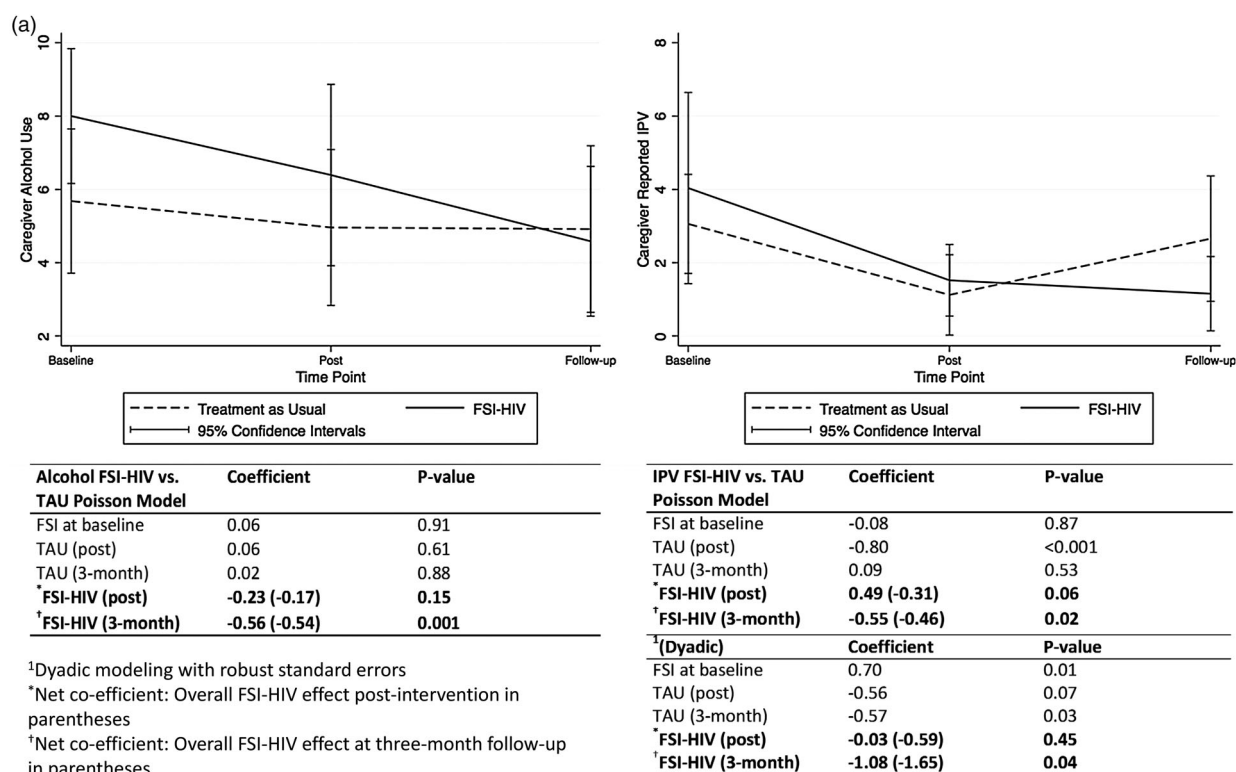 (a)
10
8
6
4
2
Caregiver Alcohol Use
Baseline
Post
Follow-up
Time Point
Treatment as Usual
FSI-HIV
95% Confidence Intervals
8
6
4
2
0
Caregiver Reported IPV
Baseline
Post
Follow-up
Time Point
Treatment as Usual
FSI-HIV
95% Confidence Interval
Alcohol FSI-HIV vs. Coefficient P-value
TAU Poisson Model
FSI at baseline 0.06 0.91
TAU (post) 0.06 0.61
TAU (3-month) 0.02 0.88
*FSI-HIV (post) -0.23 (-0.17) 0.15
†FSI-HIV (3-month) -0.56 (-0.54) 0.001
1Dyadic modeling with robust standard errors
*Net co-efficient: Overall FSI-HIV effect post-intervention in
parentheses
†Net co-efficient: Overall FSI-HIV effect at three-month follow-up
in parentheses
IPV FSI-HIV vs. TAU Coefficient P-value
Poisson Model
FSI at baseline -0.08 0.87
TAU (post) -0.80 <0.001
TAU (3-month) 0.09 0.53
*FSI-HIV (post) 0.49 (-0.31) 0.06
†FSI-HIV (3-month) -0.55 (-0.46) 0.02
1(Dyadic) Coefficient P-value
FSI at baseline 0.70 0.01
TAU (post) -0.56 0.07
TAU (3-month) -0.57 0.03
*FSI-HIV (post) -0.03 (-0.59) 0.45
†FSI-HIV (3-month) -1.08 (-1.65) 0.04